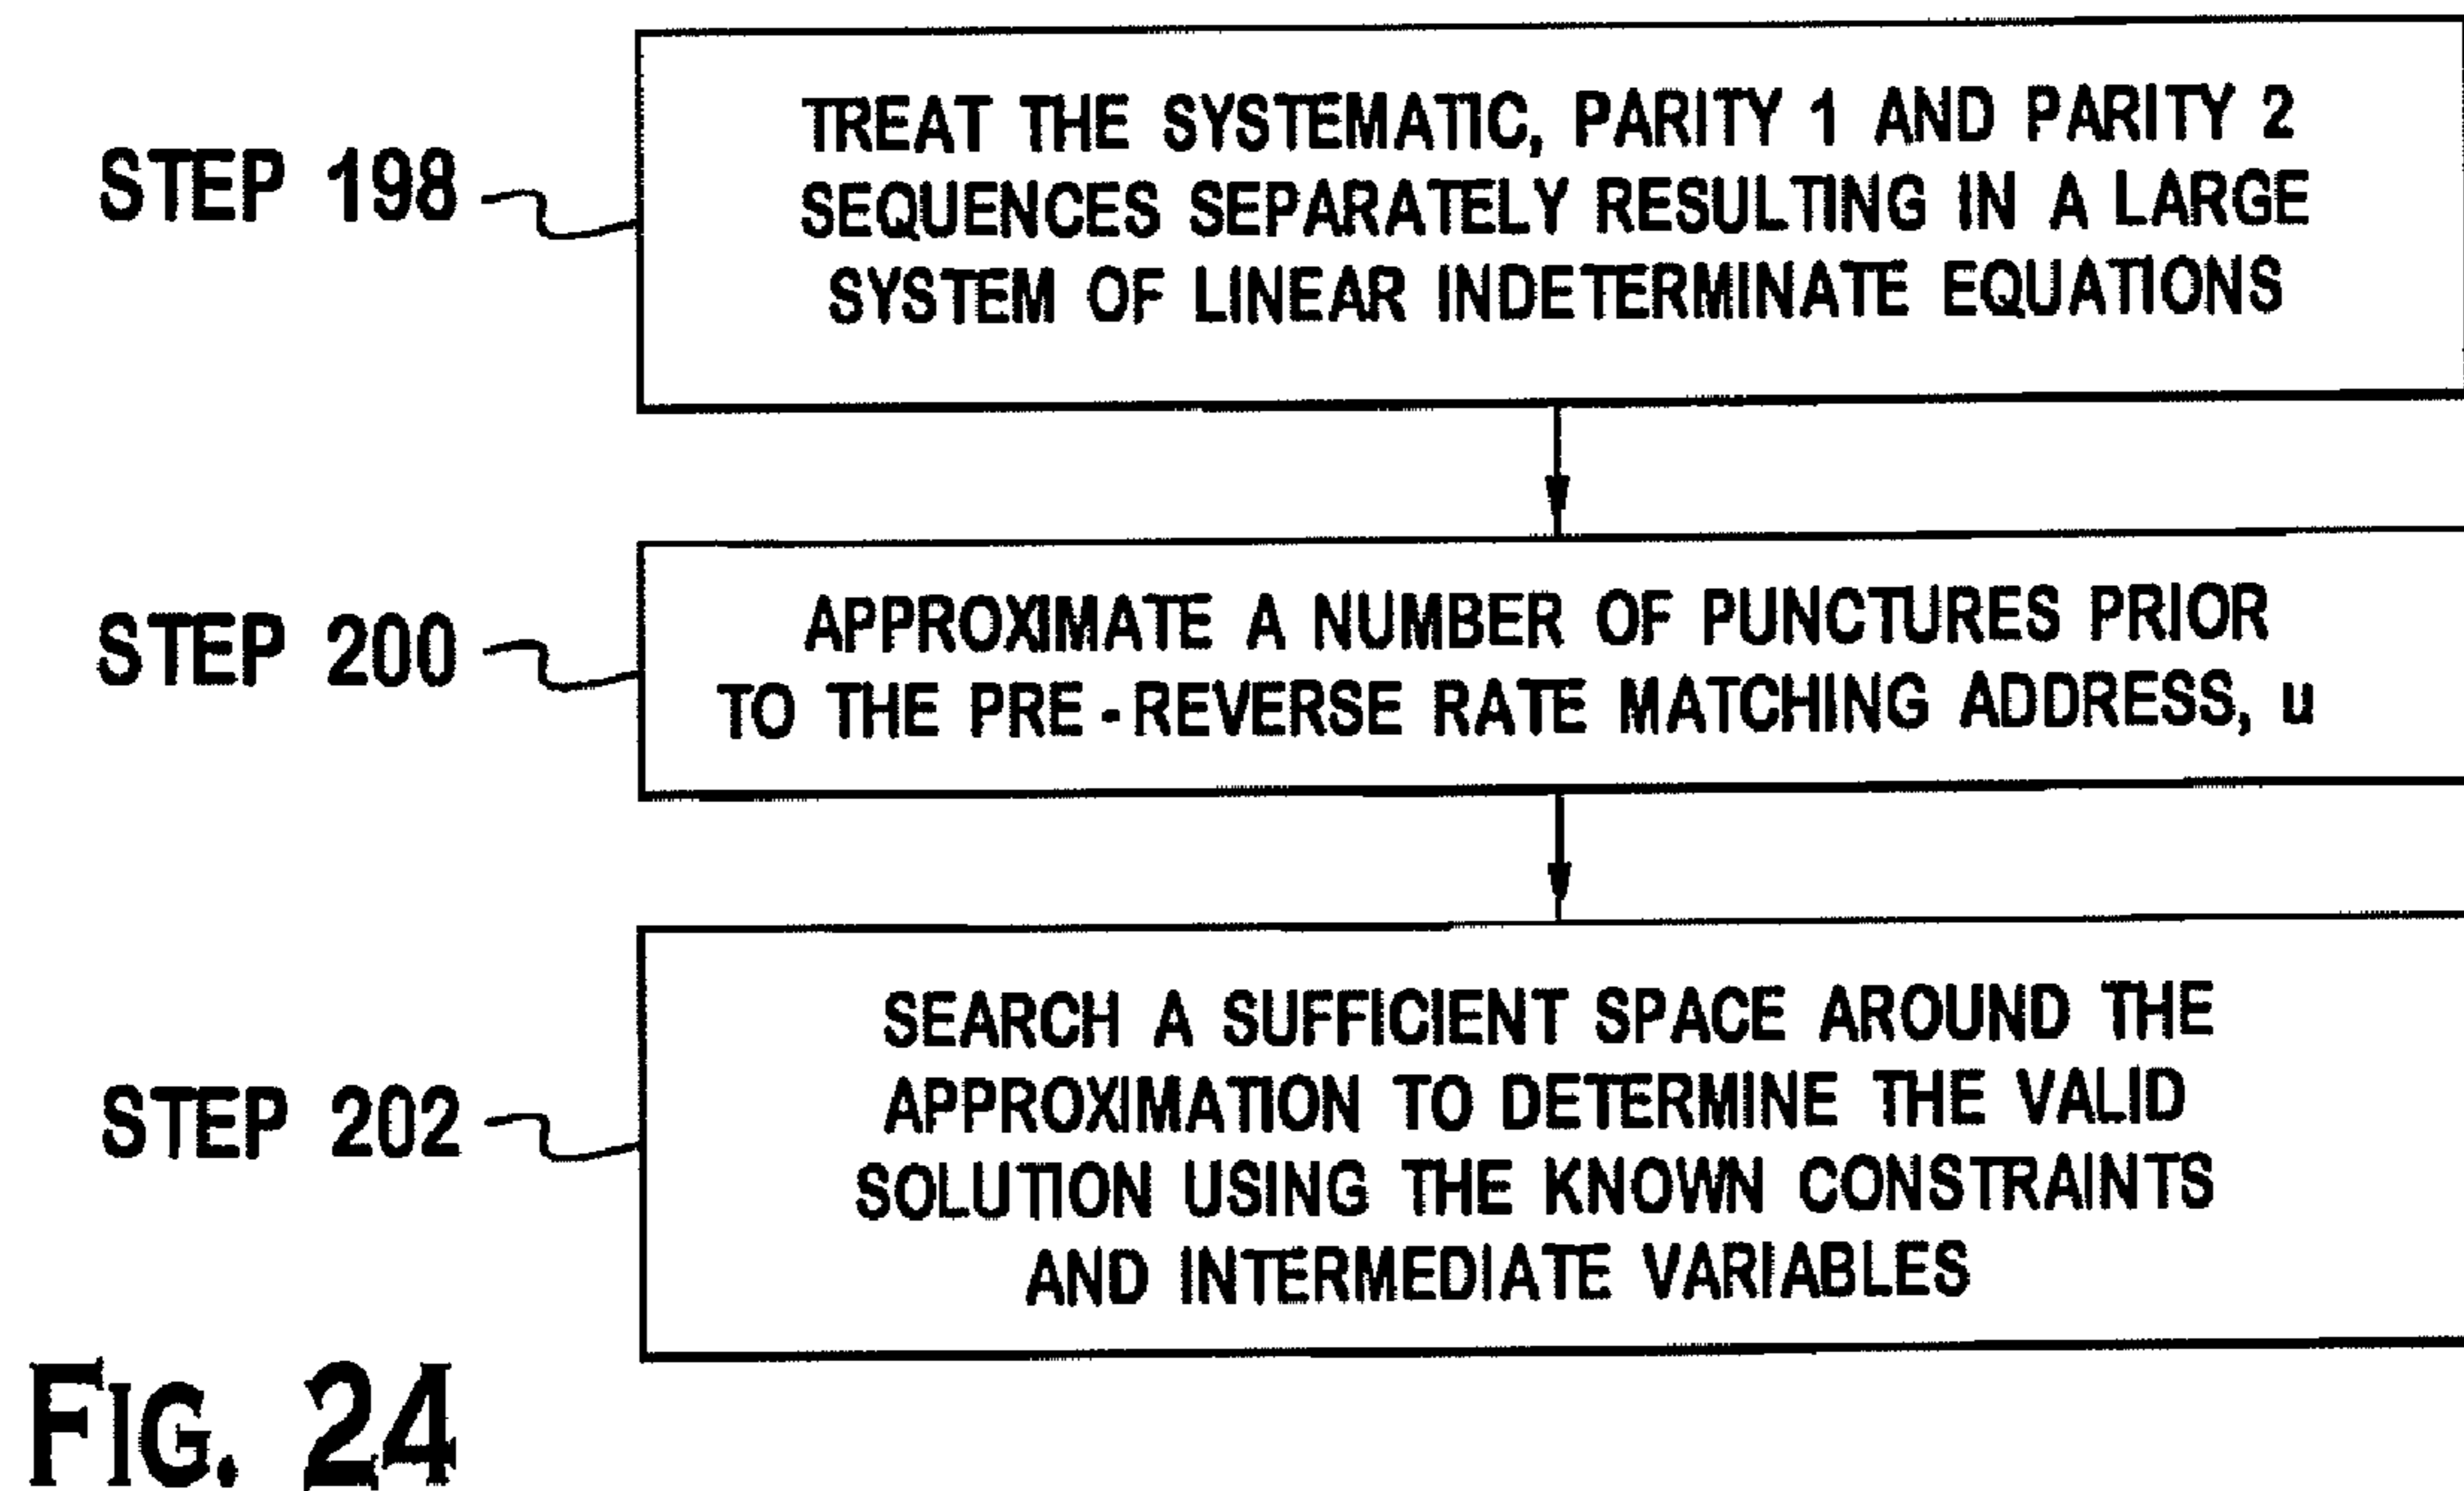 STEP 198
TREAT THE SYSTEMATIC, PARITY 1 AND PARITY 2
SEQUENCES SEPARATELY RESULTING IN A LARGE
SYSTEM OF LINEAR INDETERMINATE EQUATIONS
STEP 200
APPROXIMATE A NUMBER OF PUNCTURES PRIOR
TO THE PRE-REVERSE RATE MATCHING ADDRESS, u
STEP 202
SEARCH A SUFFICIENT SPACE AROUND THE
APPROXIMATION TO DETERMINE THE VALID
SOLUTION USING THE KNOWN CONSTRAINTS
AND INTERMEDIATE VARIABLES
FIG. 24